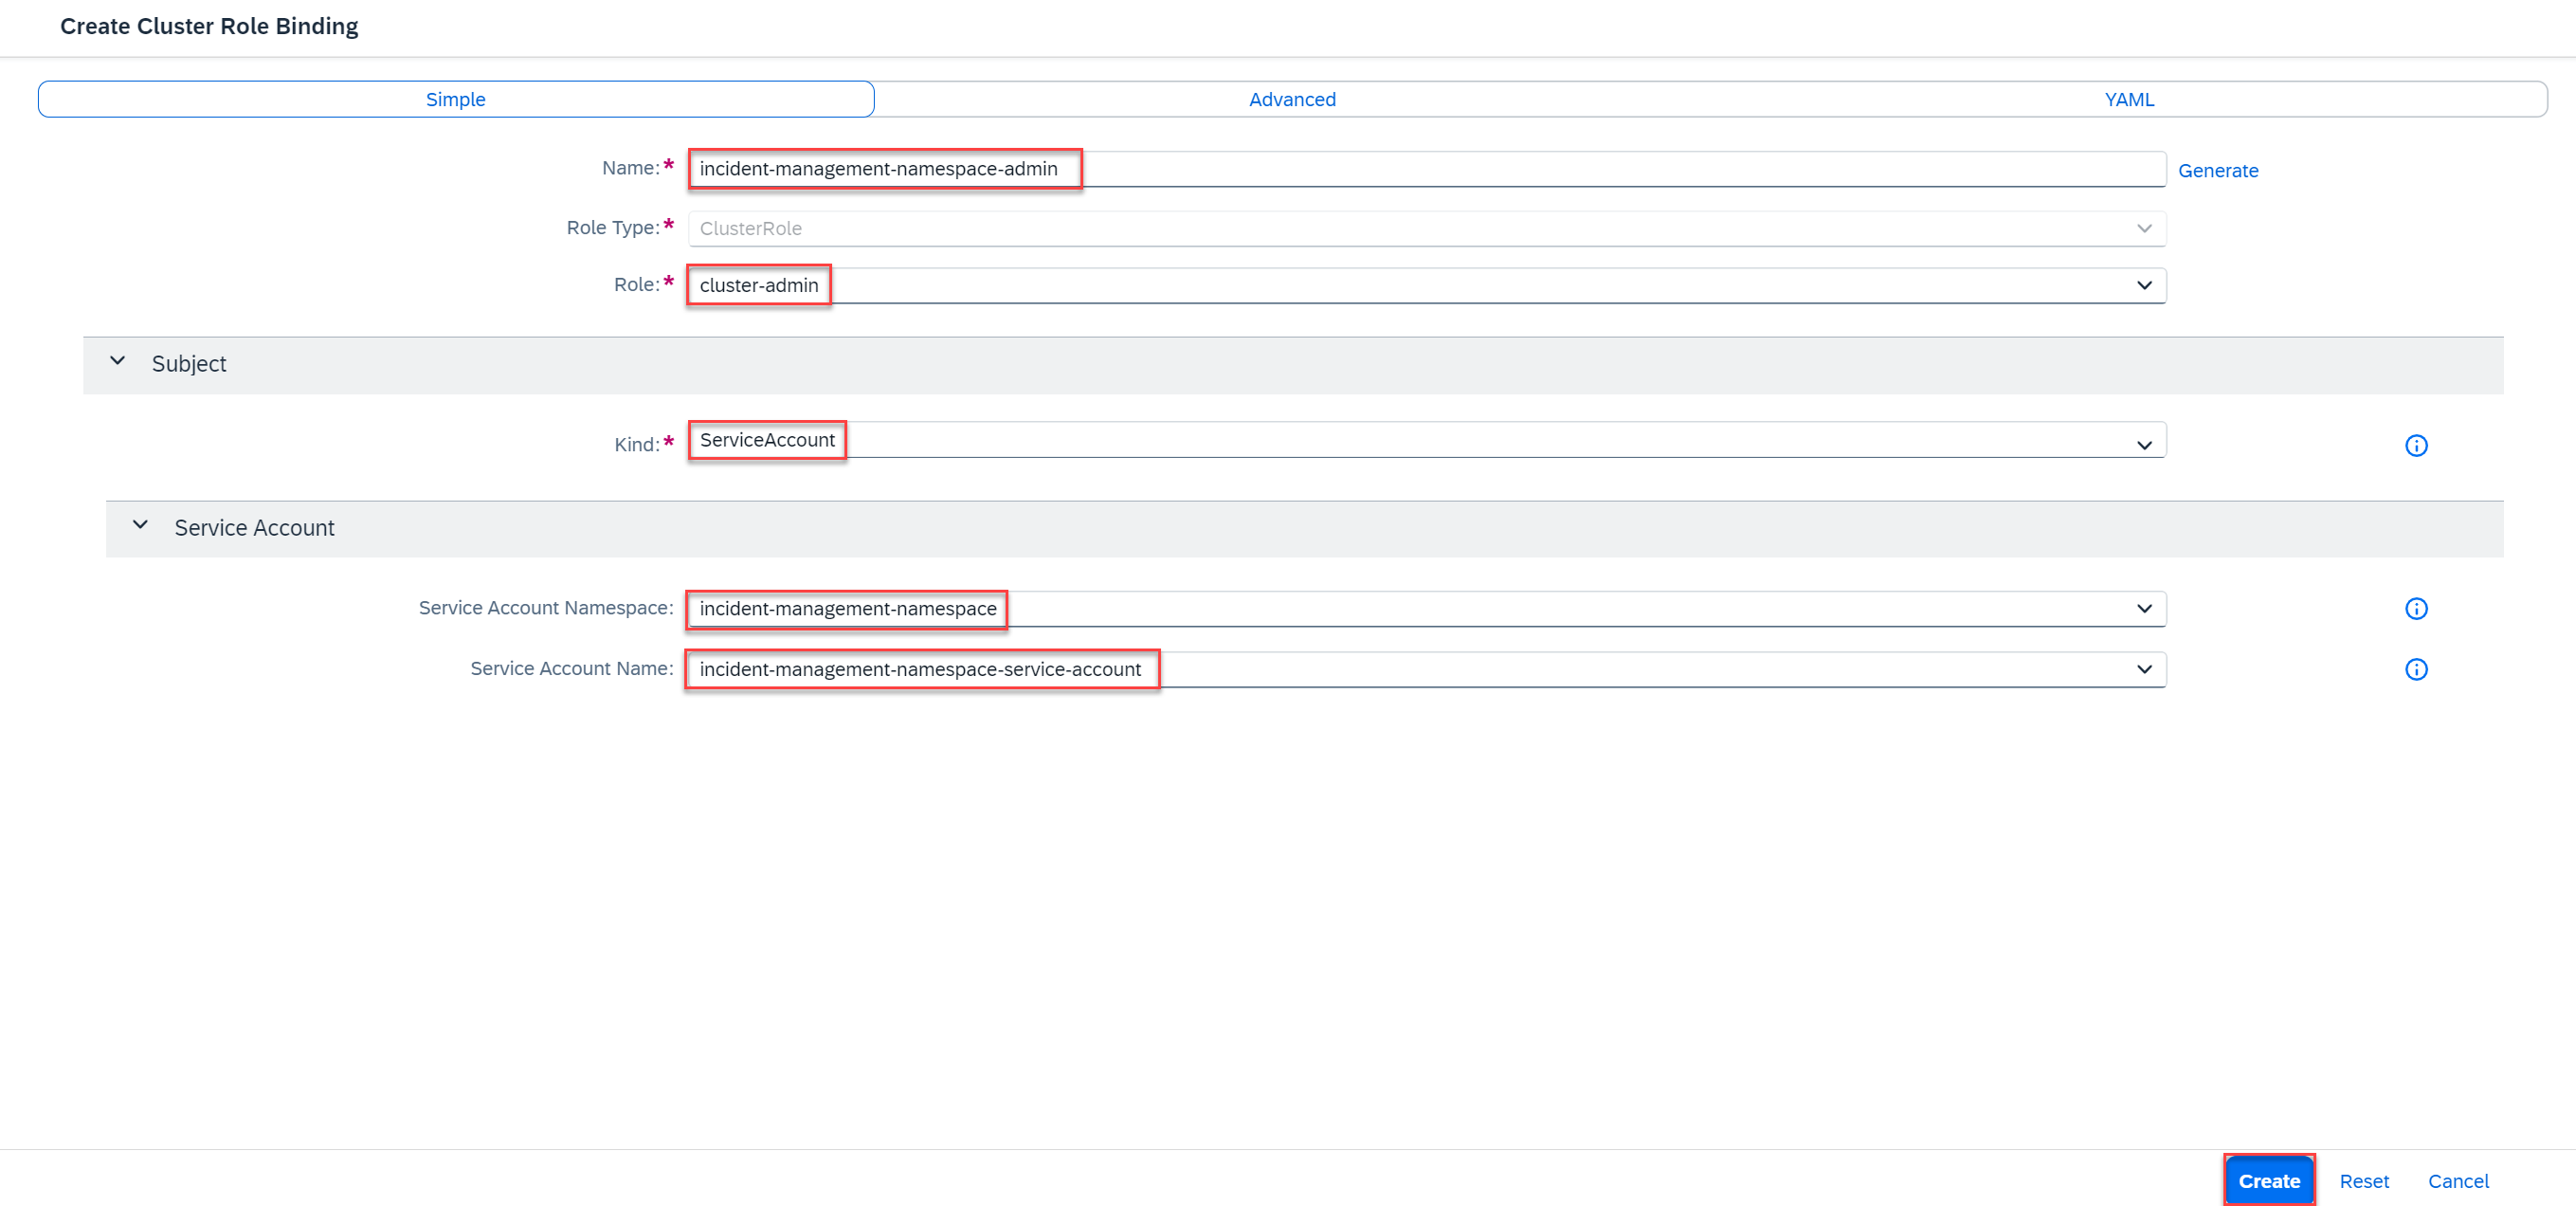 Create Cluster Role Binding
Simple Advanced YAML
Name:* incident-management-namespace-admin Generate
Role Type:* ClusterRole
Role:* cluster-admin
Subject
Kind:* ServiceAccount
Service Account
Service Account Namespace: incident-management-namespace
Service Account Name: incident-management-namespace-service-account
Create Reset Cancel